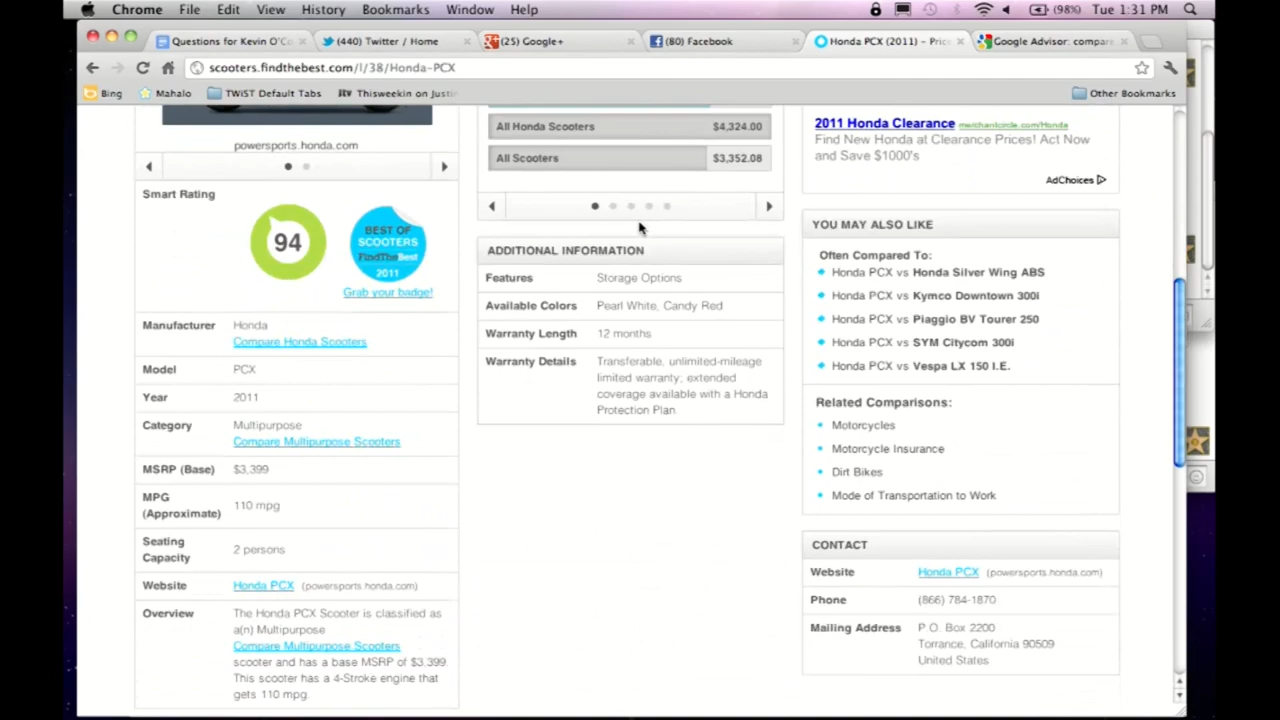 Chrome File Edit View History Bookmarks Window Help (98%) Tue 1:31 PM
Questions for Kevin O'Co
(440) Twitter / Home
(25) Google+
(80) Facebook
Honda PCX (2011) – Pric
Google Advisor: compare
scooters.findthebest.com/l/38/Honda-PCX
Bing Mahalo TWiST Default Tabs Thisweekin on Justin Other Bookmarks
powersports.honda.com
Smart Rating
94
BEST OF
SCOOTERS
FindTheBest
2011
Grab your badge!
Manufacturer Honda
Compare Honda Scooters
Model PCX
Year 2011
Category Multipurpose
Compare Multipurpose Scooters
MSRP (Base) $3,399
MPG
(Approximate) 110 mpg
Seating
Capacity 2 persons
Website Honda PCX (powersports.honda.com)
Overview The Honda PCX Scooter is classified as
a(n) Multipurpose
Compare Multipurpose Scooters
scooter and has a base MSRP of $3,399.
This scooter has a 4-Stroke engine that
gets 110 mpg.
All Honda Scooters $4,324.00
All Scooters $3,352.08
ADDITIONAL INFORMATION
Features Storage Options
Available Colors Pearl White, Candy Red
Warranty Length 12 months
Warranty Details Transferable, unlimited-mileage
limited warranty; extended
coverage available with a Honda
Protection Plan.
2011 Honda Clearance merchantcircle.com/Honda
Find New Honda at Clearance Prices! Act Now
and Save $1000's
AdChoices
YOU MAY ALSO LIKE
Often Compared To:
Honda PCX vs Honda Silver Wing ABS
Honda PCX vs Kymco Downtown 300i
Honda PCX vs Piaggio BV Tourer 250
Honda PCX vs SYM Citycom 300i
Honda PCX vs Vespa LX 150 I.E.
Related Comparisons:
Motorcycles
Motorcycle Insurance
Dirt Bikes
Mode of Transportation to Work
CONTACT
Website Honda PCX (powersports.honda.com)
Phone (866) 784-1870
Mailing Address P.O. Box 2200
Torrance, California 90509
United States